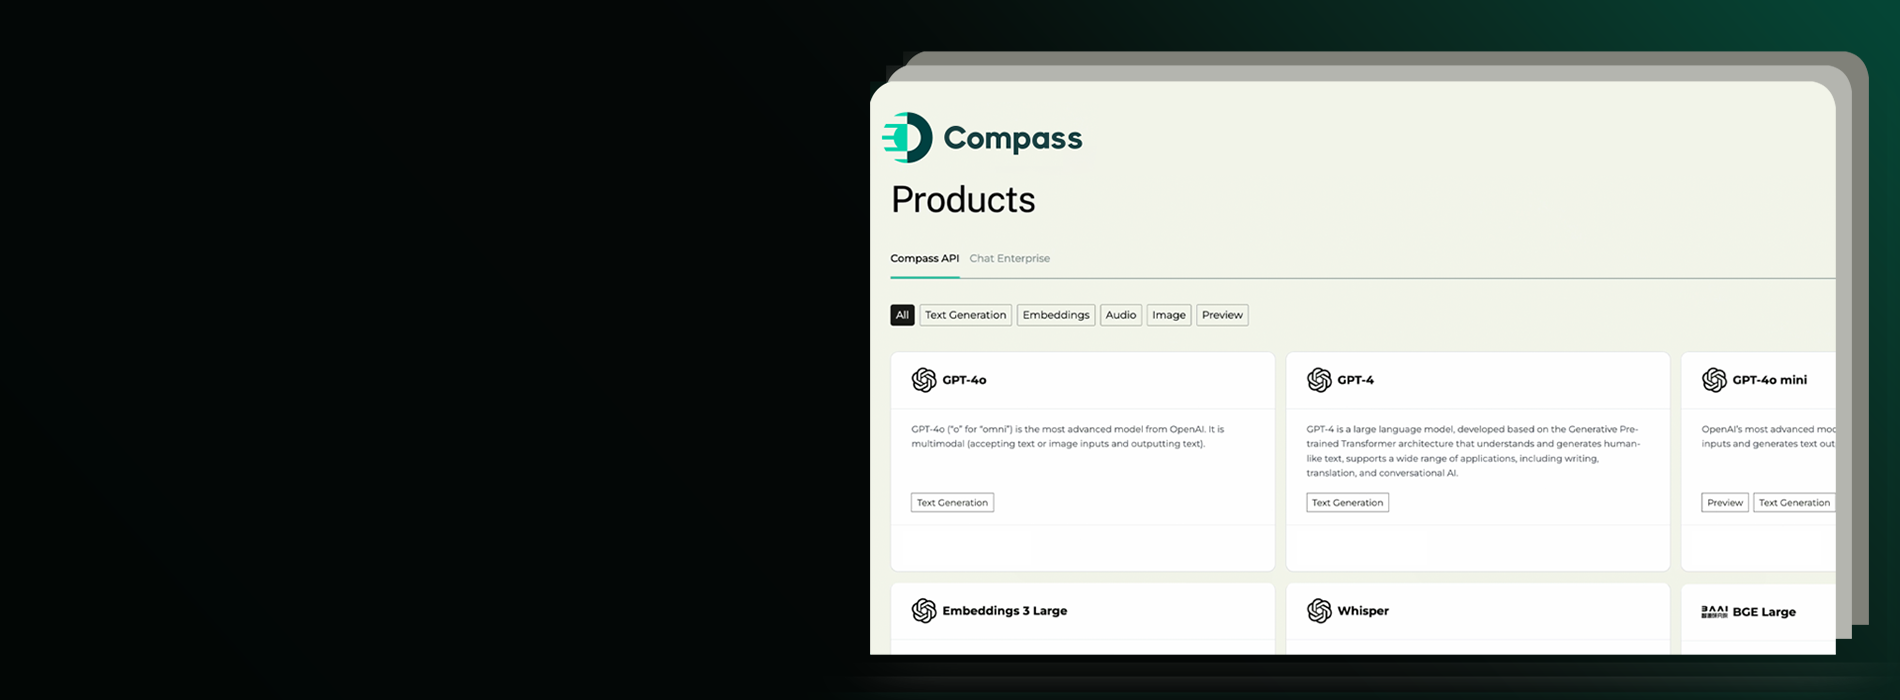 Compass
Products
Compass API Chat Enterprise
All Text Generation Embeddings Audio Image Preview
GPT-4o
GPT-4o (“o” for “omni”) is the most advanced model from OpenAI. It is
multimodal (accepting text or image inputs and outputting text).
Text Generation
GPT-4
GPT-4 is a large language model, developed based on the Generative Pre-
trained Transformer architecture that understands and generates human-
like text, supports a wide range of applications, including writing,
translation, and conversational AI.
Text Generation
GPT-4o mini
OpenAI’s most advanced
inputs and generates text
Preview Text Generation
Embeddings 3 Large
Whisper
BAAI
BGE Large